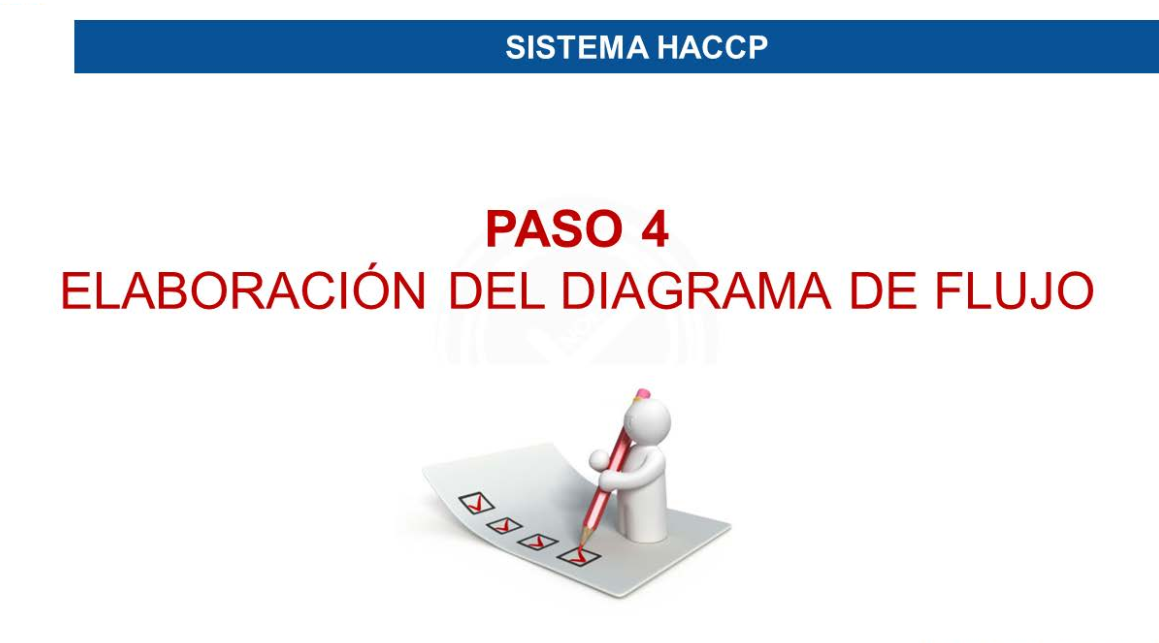 SISTEMA HACCP
PASO 4
ELABORACIÓN DEL DIAGRAMA DE FLUJO